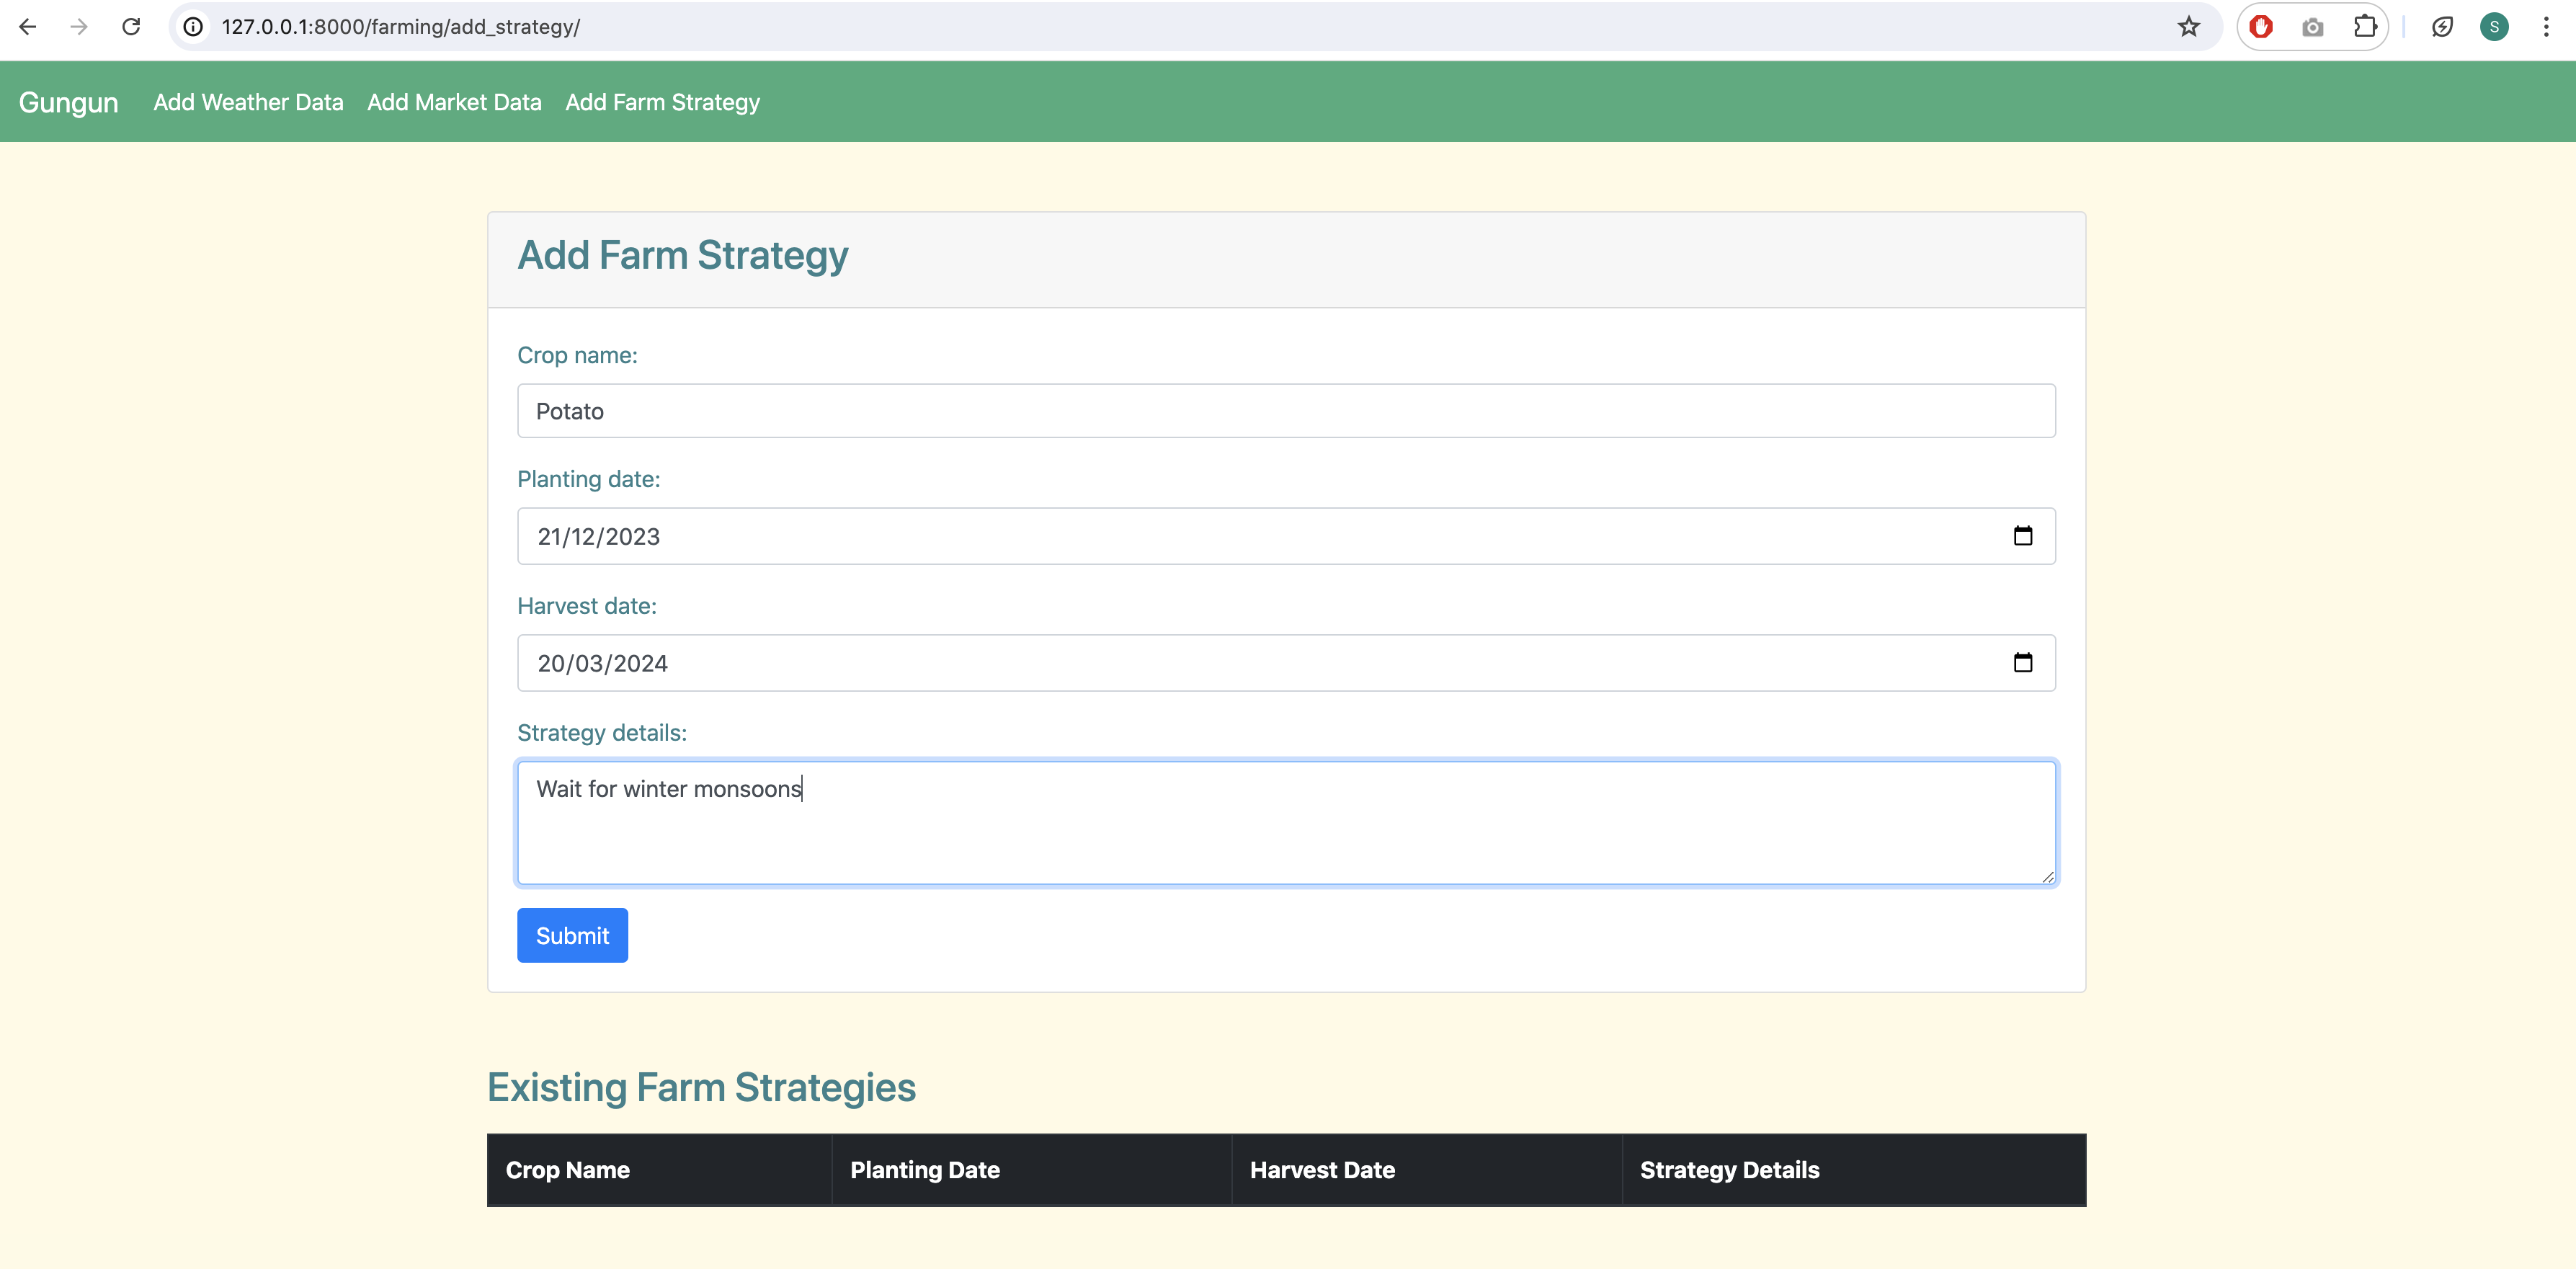 127.0.0.1:8000/farming/add_strategy/
S
Gungun Add Weather Data Add Market Data Add Farm Strategy
Add Farm Strategy
Crop name:
Potato
Planting date:
21/12/2023
Harvest date:
20/03/2024
Strategy details:
Wait for winter monsoons
Submit
Existing Farm Strategies
Crop Name Planting Date Harvest Date Strategy Details